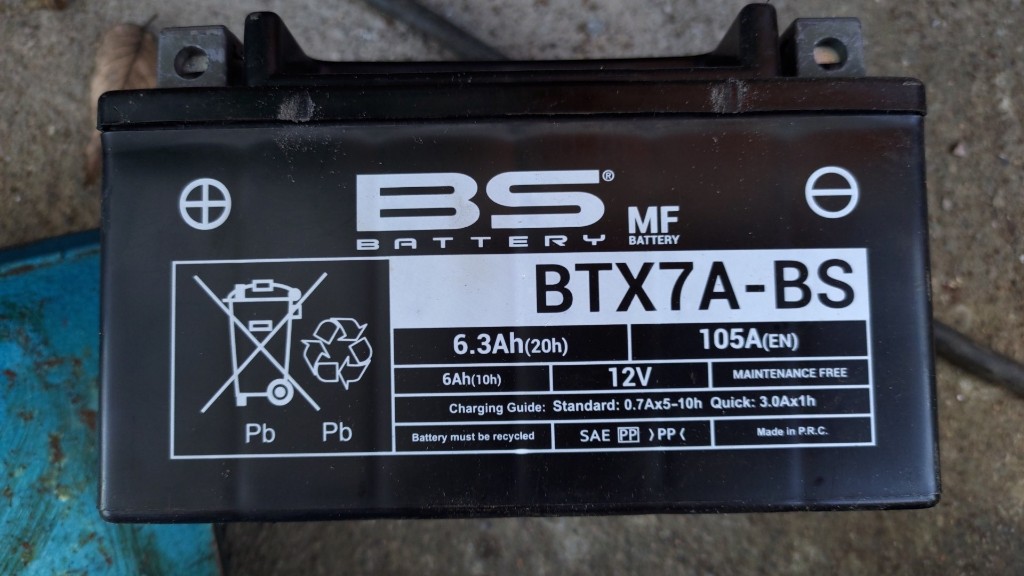 BS®
BATTERY
MF
BATTERY
BTX7A-BS
6.3Ah(20h) 105A(EN)
6Ah(10h) 12V MAINTENANCE FREE
Charging Guide: Standard: 0.7Ax5-10h Quick: 3.0Ax1h
Battery must be recycled SAE PP >PP< Made in P.R.C.
Pb Pb